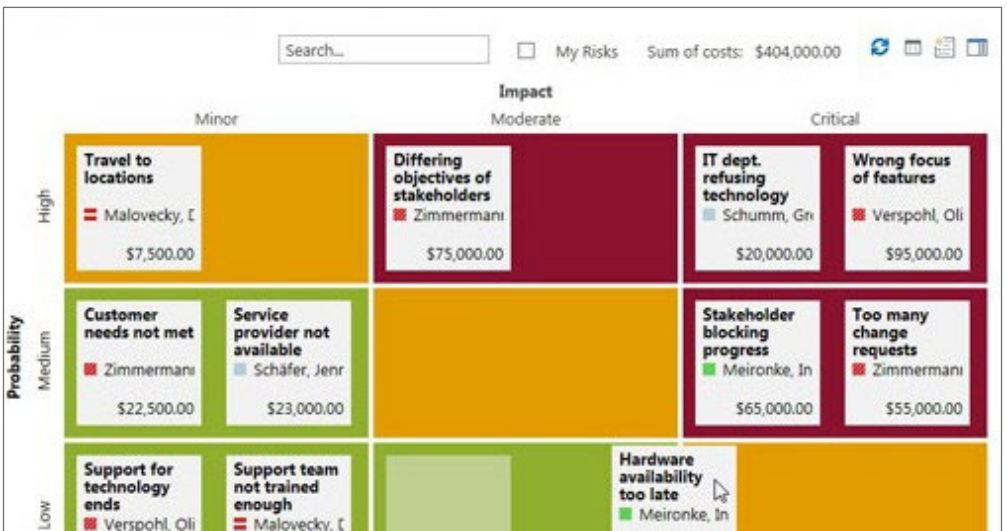 Search... My Risks Sum of costs: $404,000.00
Impact
Minor Moderate Critical
Probability
High
Travel to
locations
Malovecky, D
$7,500.00
Differing
objectives of
stakeholders
Zimmermann
$75,000.00
IT dept.
refusing
technology
Schumm, Gre
$20,000.00
Wrong focus
of features
Verspohl, Oli
$95,000.00
Medium
Customer
needs not met
Zimmermann
$22,500.00
Service
provider not
available
Schäfer, Jenr
$23,000.00
Stakeholder
blocking
progress
Meironke, In
$65,000.00
Too many
change
requests
Zimmermann
$55,000.00
Low
Support for
technology
ends
Verspohl, Oli
Support team
not trained
enough
Malovecky, D
Hardware
availability
too late
Meironke, In